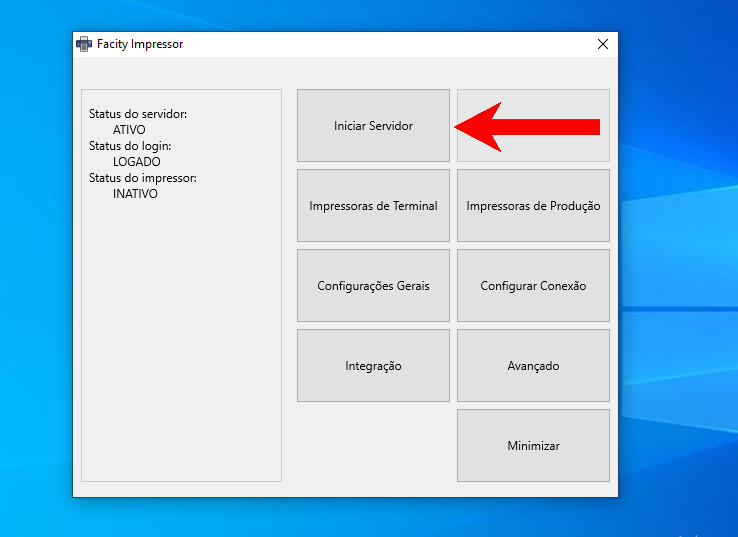 Facity Impressor
Status do servidor:
ATIVO
Status do login:
LOGADO
Status do impressor:
INATIVO
Iniciar Servidor
Impressoras de Terminal
Impressoras de Produção
Configurações Gerais
Configurar Conexão
Integração
Avançado
Minimizar